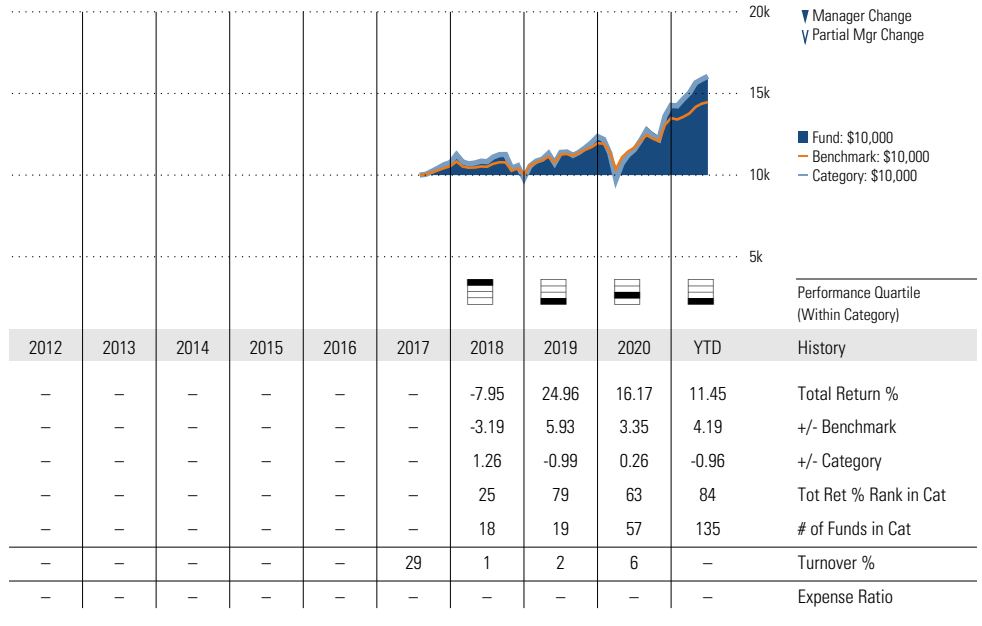 20k
15k
10k
5k
Manager Change
Partial Mgr Change
Fund: $10,000
Benchmark: $10,000
Category: $10,000
Performance Quartile
(Within Category)
2012 2013 2014 2015 2016 2017 2018 2019 2020 YTD History
– – – – – – -7.95 24.96 16.17 11.45 Total Return %
– – – – – – -3.19 5.93 3.35 4.19 +/- Benchmark
– – – – – – 1.26 -0.99 0.26 -0.96 +/- Category
– – – – – – 25 79 63 84 Tot Ret % Rank in Cat
– – – – – – 18 19 57 135 # of Funds in Cat
– – – – – 29 1 2 6 – Turnover %
– – – – – – – – – – Expense Ratio